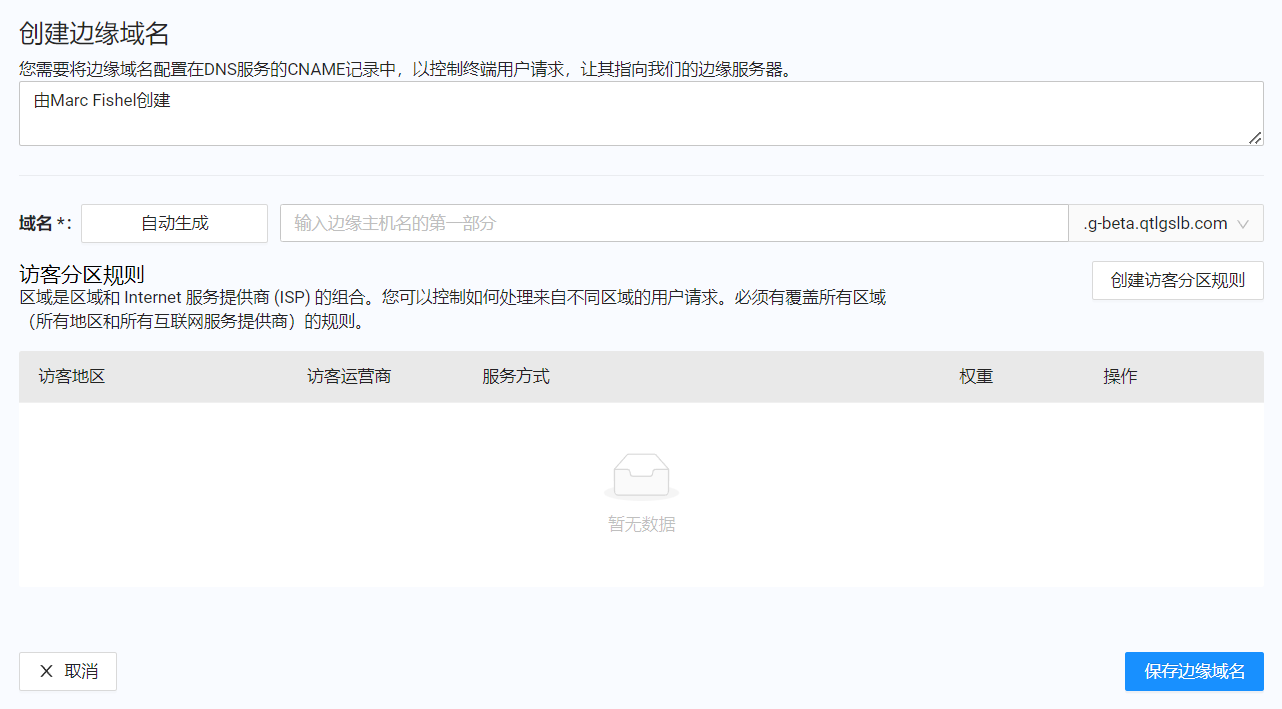 创建边缘域名
您需要将边缘域名配置在DNS服务的CNAME记录中，以控制终端用户请求，让其指向我们的边缘服务器。
由Marc Fishel创建
域名 *: 自动生成 输入边缘主机名的第一部分 .g-beta.qtlgslb.com
访客分区规则
创建访客分区规则
区域是区域和 Internet 服务提供商 (ISP) 的组合。您可以控制如何处理来自不同区域的用户请求。必须有覆盖所有区域
（所有地区和所有互联网服务提供商）的规则。
访客地区 访客运营商 服务方式 权重 操作
暂无数据
取消 保存边缘域名